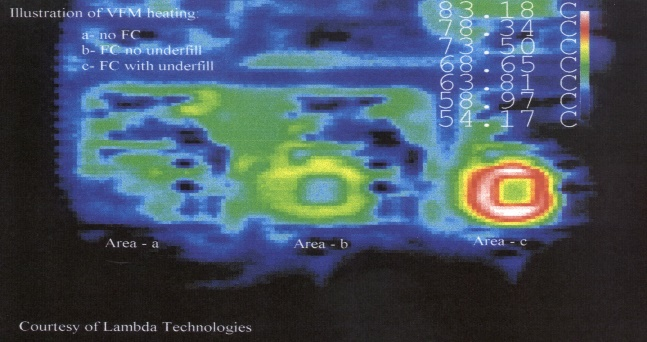 Illustration of VFM heating:
a- no FC
b- FC no underfill
c- FC with underfill
83.18 C
78.34 C
73.50 C
68.65 C
63.81 C
58.97 C
54.17 C
Area - a
Area - b
Area - c
Courtesy of Lambda Technologies